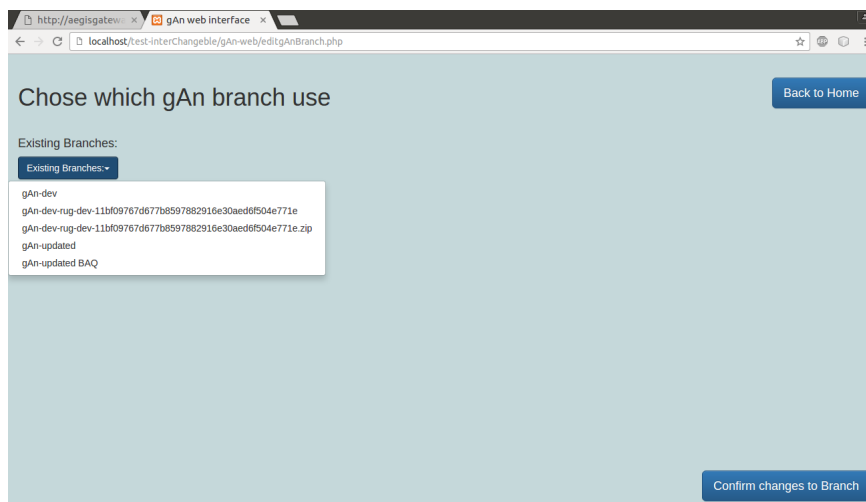 http://aegisgatewa
gAn web interface
localhost/test-interChangeble/gAn-web/editgAnBranch.php
Chose which gAn branch use
Back to Home
Existing Branches:
Existing Branches:
gAn-dev
gAn-dev-rug-dev-11bf09767d677b8597882916e30aed6f504e771e
gAn-dev-rug-dev-11bf09767d677b8597882916e30aed6f504e771e.zip
gAn-updated
gAn-updated BAQ
Confirm changes to Branch